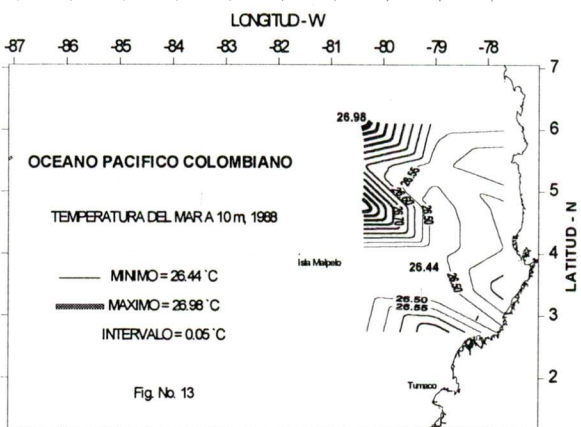 LONGITUD - W
-87 -86 -85 -84 -83 -82 -81 -80 -79 -78
7
6
5
4
3
2
LATITUD - N
26.98
OCEANO PACIFICO COLOMBIANO
TEMPERATURA DEL MAR A 10 m, 1988
26.55
26.60
26.70
26.50
Isla Malpelo
26.44
26.50
MINIMO = 26.44 °C
MAXIMO = 26.98 °C
INTERVALO = 0.05 °C
26.50
26.55
Fig. No. 13
Tumaco